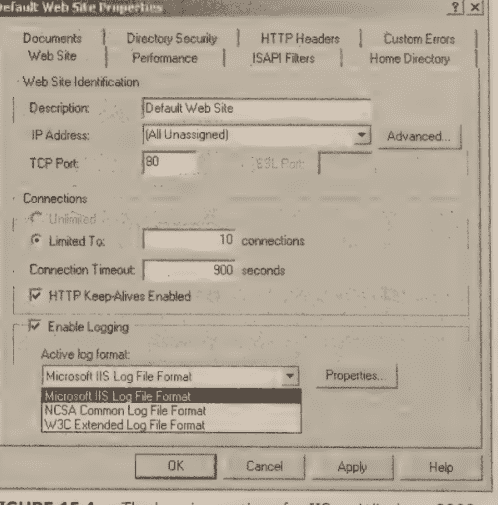 Default Web Site Properties
Documents Directory Security HTTP Headers Custom Errors
Web Site Performance ISAPI Filters Home Directory
Web Site Identification
Description: Default Web Site
IP Address: (All Unassigned) Advanced...
TCP Port: 80 SSL Port:
Connections
Unlimited
Limited To: 10 connections
Connection Timeout: 900 seconds
HTTP Keep-Alives Enabled
Enable Logging
Active log format:
Microsoft IIS Log File Format Properties...
Microsoft IIS Log File Format
NCSA Common Log File Format
W3C Extended Log File Format
OK Cancel Apply Help